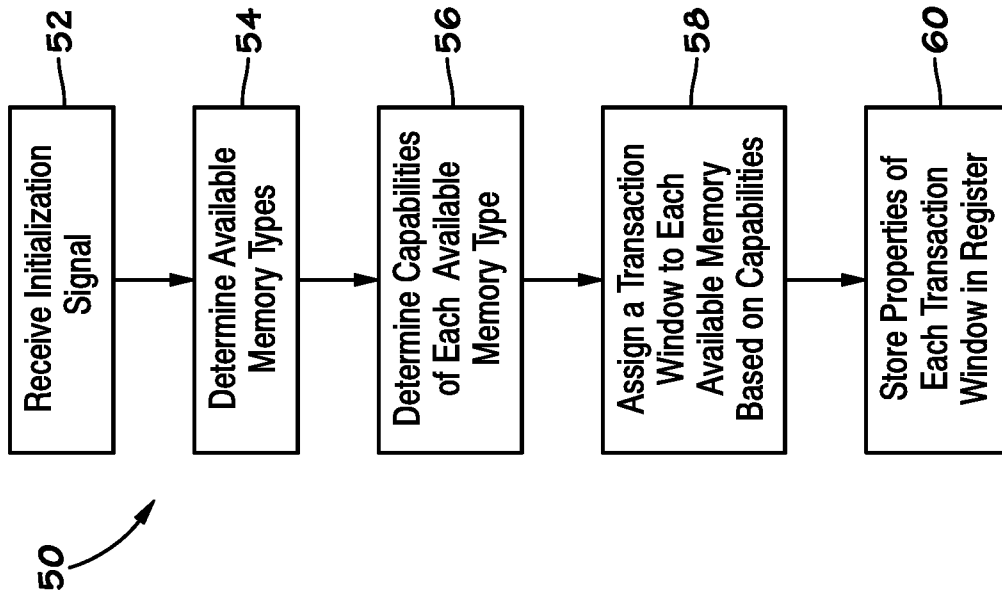 50
Receive Initialization
Signal
52
Determine Available
Memory Types
54
Determine Capabilities
of Each Available
Memory Type
56
Assign a Transaction
Window to Each
Available Memory
Based on Capabilities
58
Store Properties of
Each Transaction
Window in Register
60